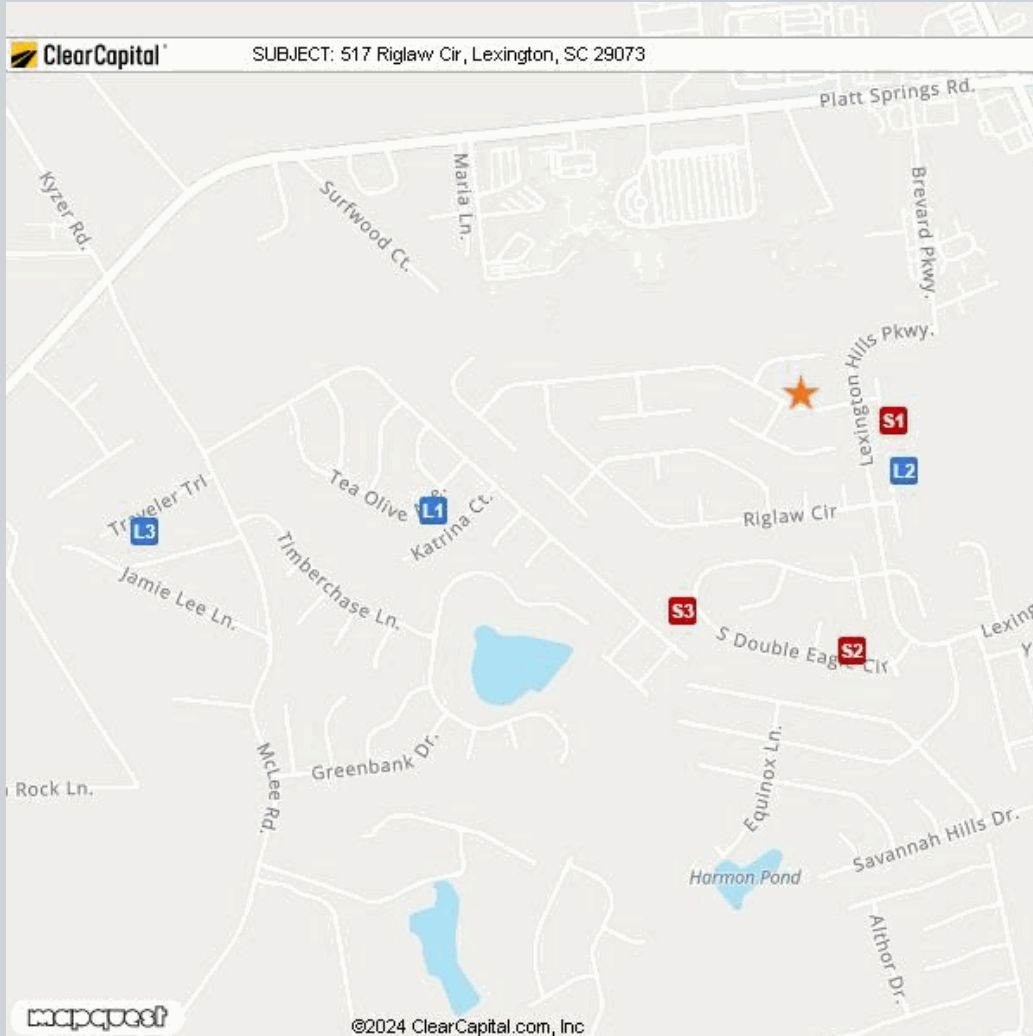 ClearCapital
SUBJECT: 517 Riglaw Cir, Lexington, SC 29073
Platt Springs Rd.
Kyzer Rd.
Surfwood Ct.
Maria Ln.
Brevard Pkwy.
Lexington Hills Pkwy.
S1
L2
Traveler Trl
L3
Tea Olive
L1
Katrina Ct.
Riglaw Cir
Timberchase Ln.
Jamie Lee Ln.
S3
S Double Eagle Cir
S2
Lexing
Y
McLee Rd.
Greenbank Dr.
Rock Ln.
Equinox Ln.
Savannah Hills Dr.
Harmon Pond
Althor Dr.
mapquest
©2024 ClearCapital.com, Inc